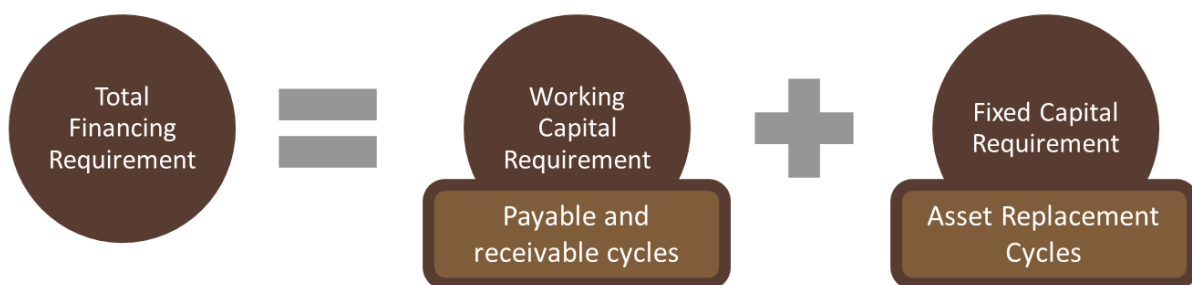 Total
Financing
Requirement
Working
Capital
Requirement
Payable and
receivable cycles
Fixed Capital
Requirement
Asset Replacement
Cycles